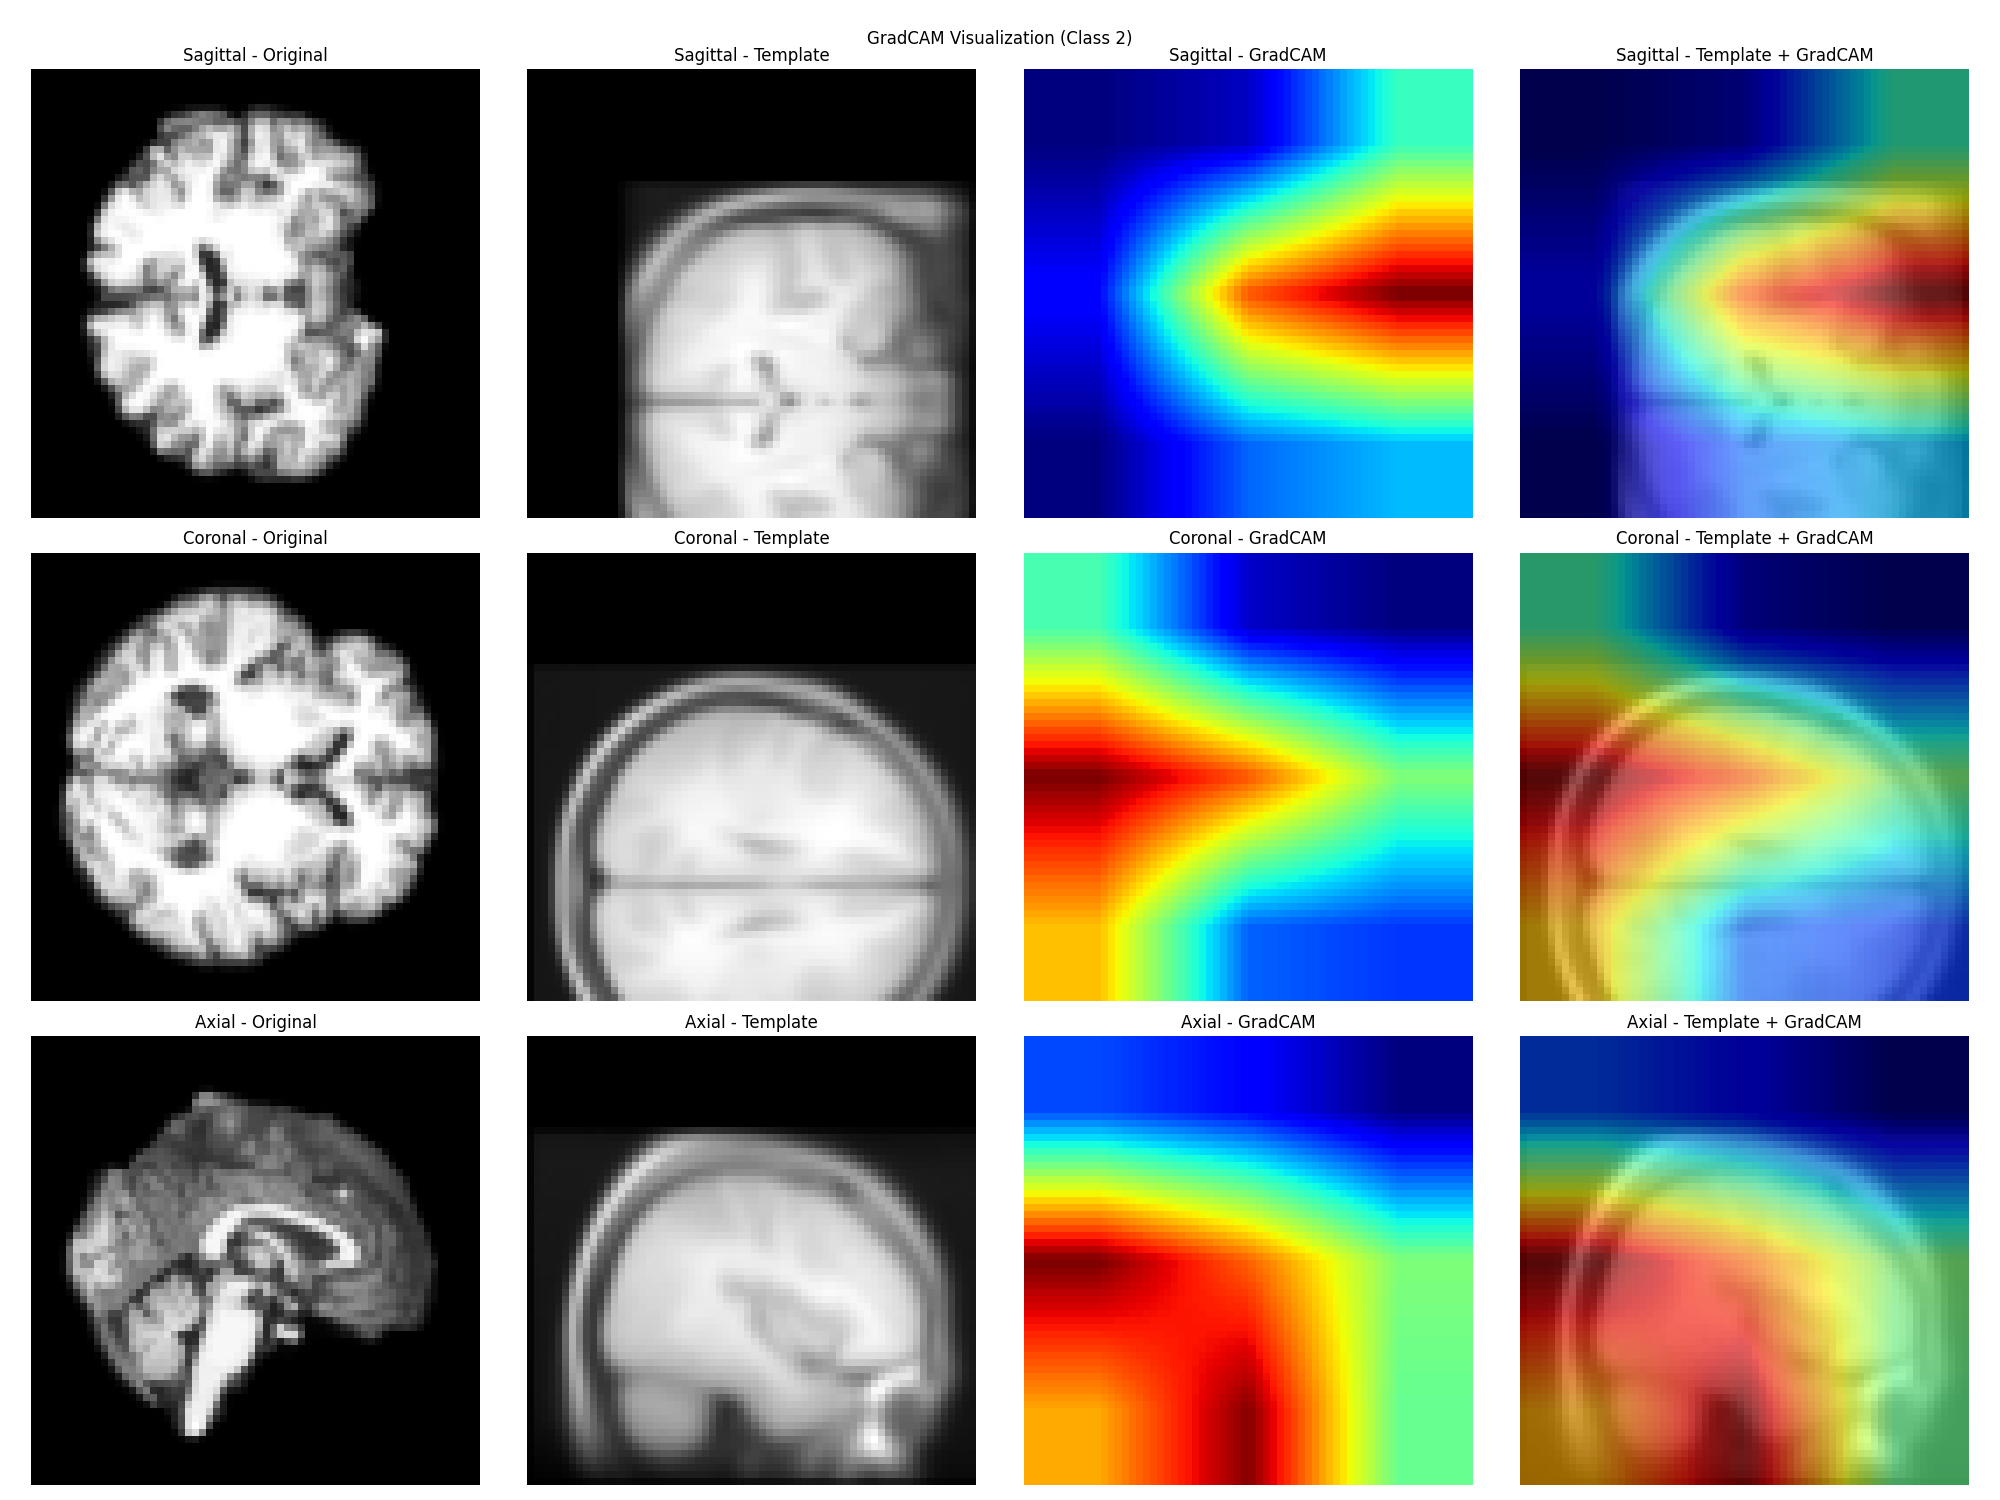 GradCAM Visualization (Class 2)
Sagittal - Original
Sagittal - Template
Sagittal - GradCAM
Sagittal - Template + GradCAM
Coronal - Original
Coronal - Template
Coronal - GradCAM
Coronal - Template + GradCAM
Axial - Original
Axial - Template
Axial - GradCAM
Axial - Template + GradCAM